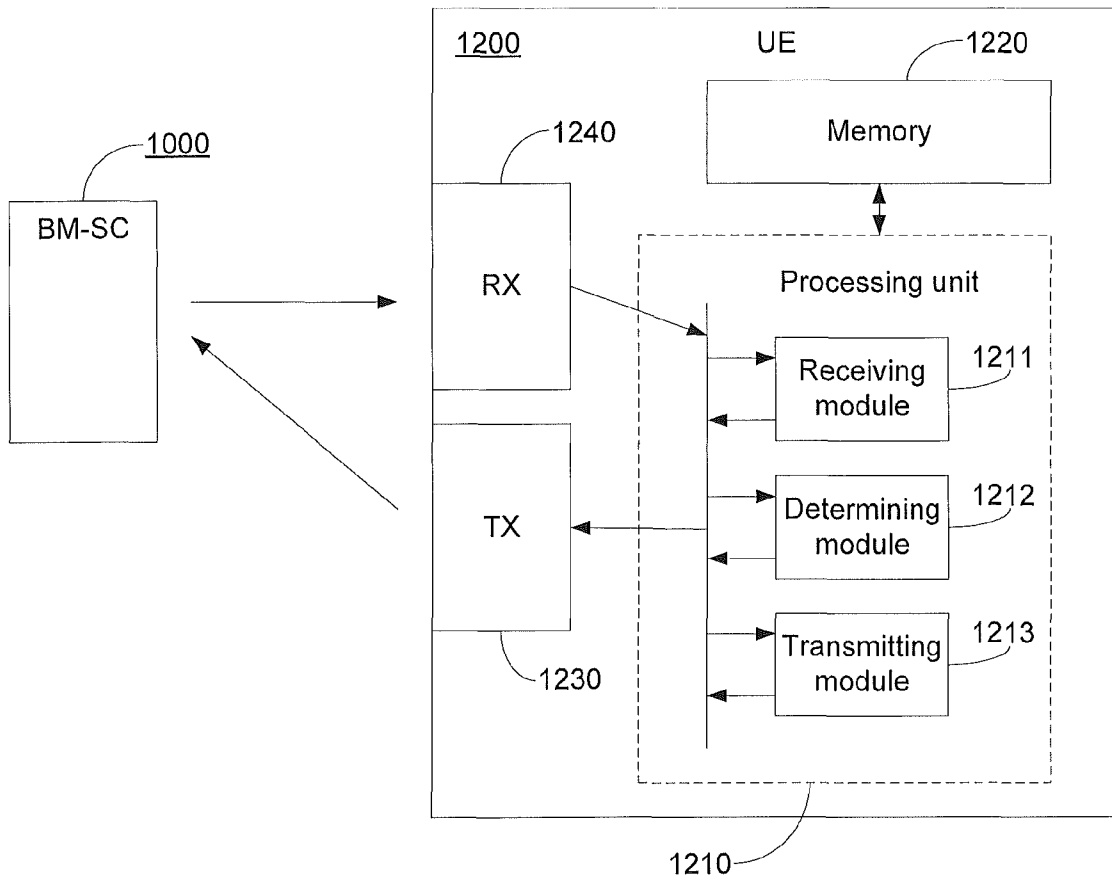 1200
UE
1220
Memory
1240
1000
BM-SC
RX
Processing unit
Receiving
module
1211
TX
Determining
module
1212
Transmitting
module
1213
1230
1210